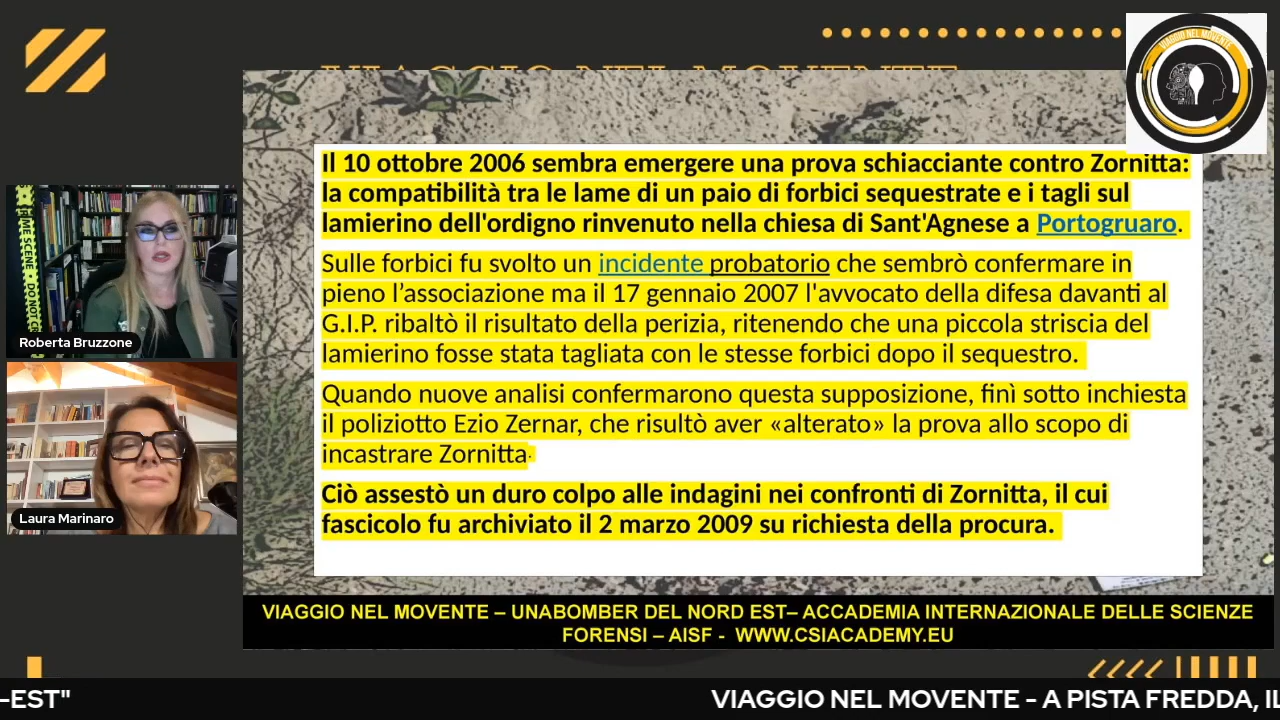 VIAGGIO NEL MOVENTE
VIAGGIO NEL MOVENTE
Il 10 ottobre 2006 sembra emergere una prova schiacciante contro Zornitta:
la compatibilità tra le lame di un paio di forbici sequestrate e i tagli sul
lamierino dell'ordigno rinvenuto nella chiesa di Sant'Agnese a Portogruaro.
Sulle forbici fu svolto un incidente probatorio che sembrò confermare in
pieno l’associazione ma il 17 gennaio 2007 l'avvocato della difesa davanti al
G.I.P. ribaltò il risultato della perizia, ritenendo che una piccola striscia del
lamierino fosse stata tagliata con le stesse forbici dopo il sequestro.
Quando nuove analisi confermarono questa supposizione, finì sotto inchiesta
il poliziotto Ezio Zernar, che risultò aver «alterato» la prova allo scopo di
incastrare Zornitta.
Ciò assestò un duro colpo alle indagini nei confronti di Zornitta, il cui
fascicolo fu archiviato il 2 marzo 2009 su richiesta della procura.
Roberta Bruzzone
Laura Marinaro
VIAGGIO NEL MOVENTE – UNABOMBER DEL NORD EST– ACCADEMIA INTERNAZIONALE DELLE SCIENZE
FORENSI – AISF - WWW.CSIACADEMY.EU
–EST" VIAGGIO NEL MOVENTE - A PISTA FREDDA, IL